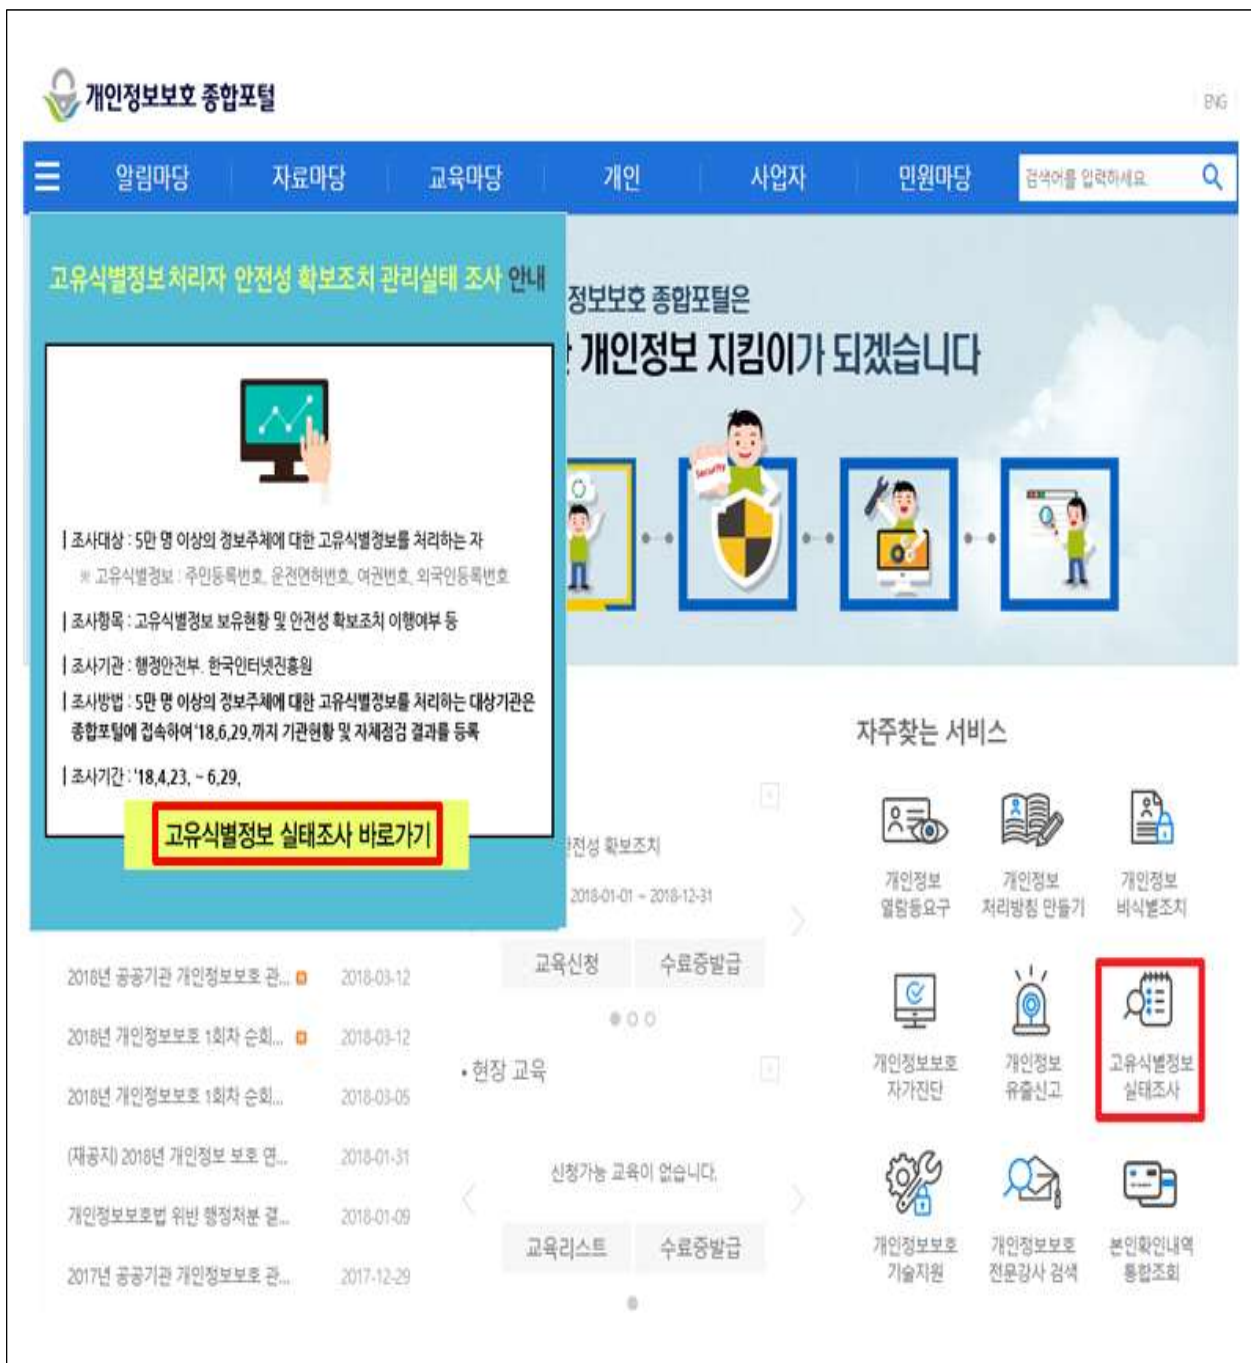 개인정보보호 종합포털
ENG
알림마당 자료마당 교육마당 개인 사업자 민원마당 검색어를 입력하세요.
고유식별정보 처리자 안전성 확보조치 관리실태 조사 안내
조사대상 : 5만 명 이상의 정보주체에 대한 고유식별정보를 처리하는 자
※ 고유식별정보 : 주민등록번호, 운전면허번호, 여권번호, 외국인등록번호
조사항목 : 고유식별정보 보유현황 및 안전성 확보조치 이행여부 등
조사기관 : 행정안전부. 한국인터넷진흥원
조사방법 : 5만 명 이상의 정보주체에 대한 고유식별정보를 처리하는 대상기관은
종합포털에 접속하여 '18,6,29,까지 기관현황 및 자체점검 결과를 등록
조사기간 : '18,4,23, ~ 6,29,
고유식별정보 실태조사 바로가기
정보보호 종합포털은
개인정보 지킴이가 되겠습니다
Security
2018년 공공기관 개인정보보호 관... 2018-03-12
2018년 개인정보보호 1회차 순회... 2018-03-12
2018년 개인정보보호 1회차 순회... 2018-03-05
(재공지) 2018년 개인정보 보호 연... 2018-01-31
개인정보보호법 위반 행정처분 결... 2018-01-09
2017년 공공기관 개인정보보호 관... 2017-12-29
안전성 확보조치
2018-01-01 ~ 2018-12-31
교육신청 수료증발급
• 현장 교육
신청가능 교육이 없습니다.
교육리스트 수료증발급
자주찾는 서비스
개인정보 열람등요구
개인정보 처리방침 만들기
개인정보 비식별조치
개인정보보호 자가진단
개인정보 유출신고
고유식별정보 실태조사
개인정보보호 기술지원
개인정보보호 전문강사 검색
본인확인내역 통합조회